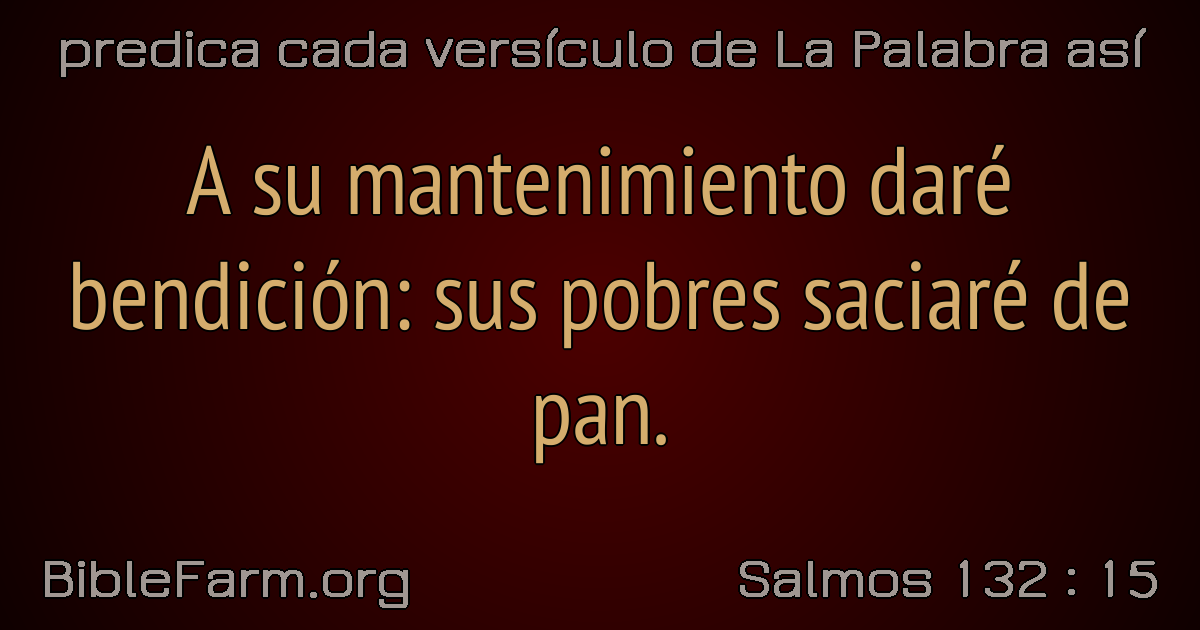 predica cada versículo de La Palabra así
A su mantenimiento daré
bendición: sus pobres saciaré de
pan.
BibleFarm.org
Salmos 132 : 15